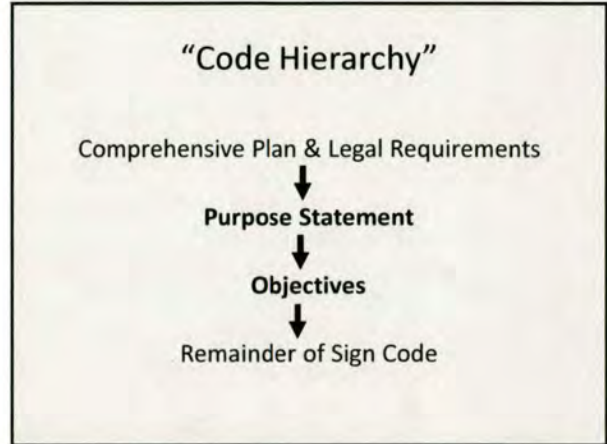 “Code Hierarchy”
Comprehensive Plan & Legal Requirements
Purpose Statement
Objectives
Remainder of Sign Code